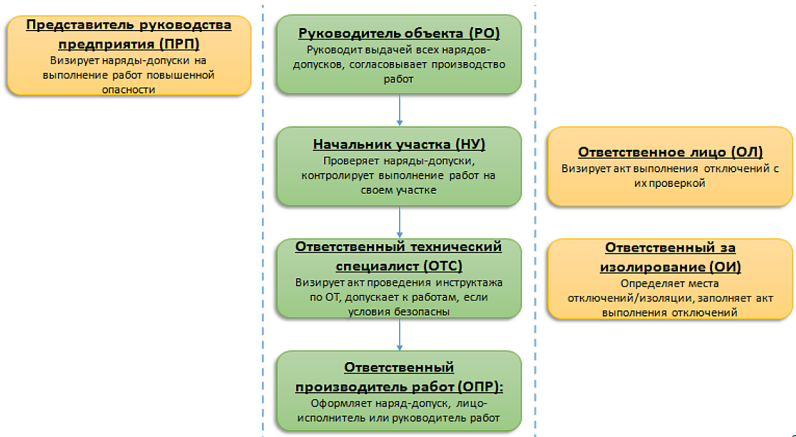 Представитель руководства
предприятия (ПРП)
Визирует наряды-допуски на
выполнение работ повышенной
опасности
Руководитель объекта (РО)
Руководит выдачей всех нарядов-
допусков, согласовывает производство
работ
Начальник участка (НУ)
Проверяет наряды-допуски,
контролирует выполнение работ на
своем участке
Ответственное лицо (ОЛ)
Визирует акт выполнения отключений с
их проверкой
Ответственный технический
специалист (ОТС)
Визирует акт проведения инструктажа
по ОТ, допускает к работам, если
условия безопасны
Ответственный за
изолирование (ОИ)
Определяет места
отключений/изоляции, заполняет акт
выполнения отключений
Ответственный
производитель работ (ОПР):
Оформляет наряд-допуск, лицо-
исполнитель или руководитель работ